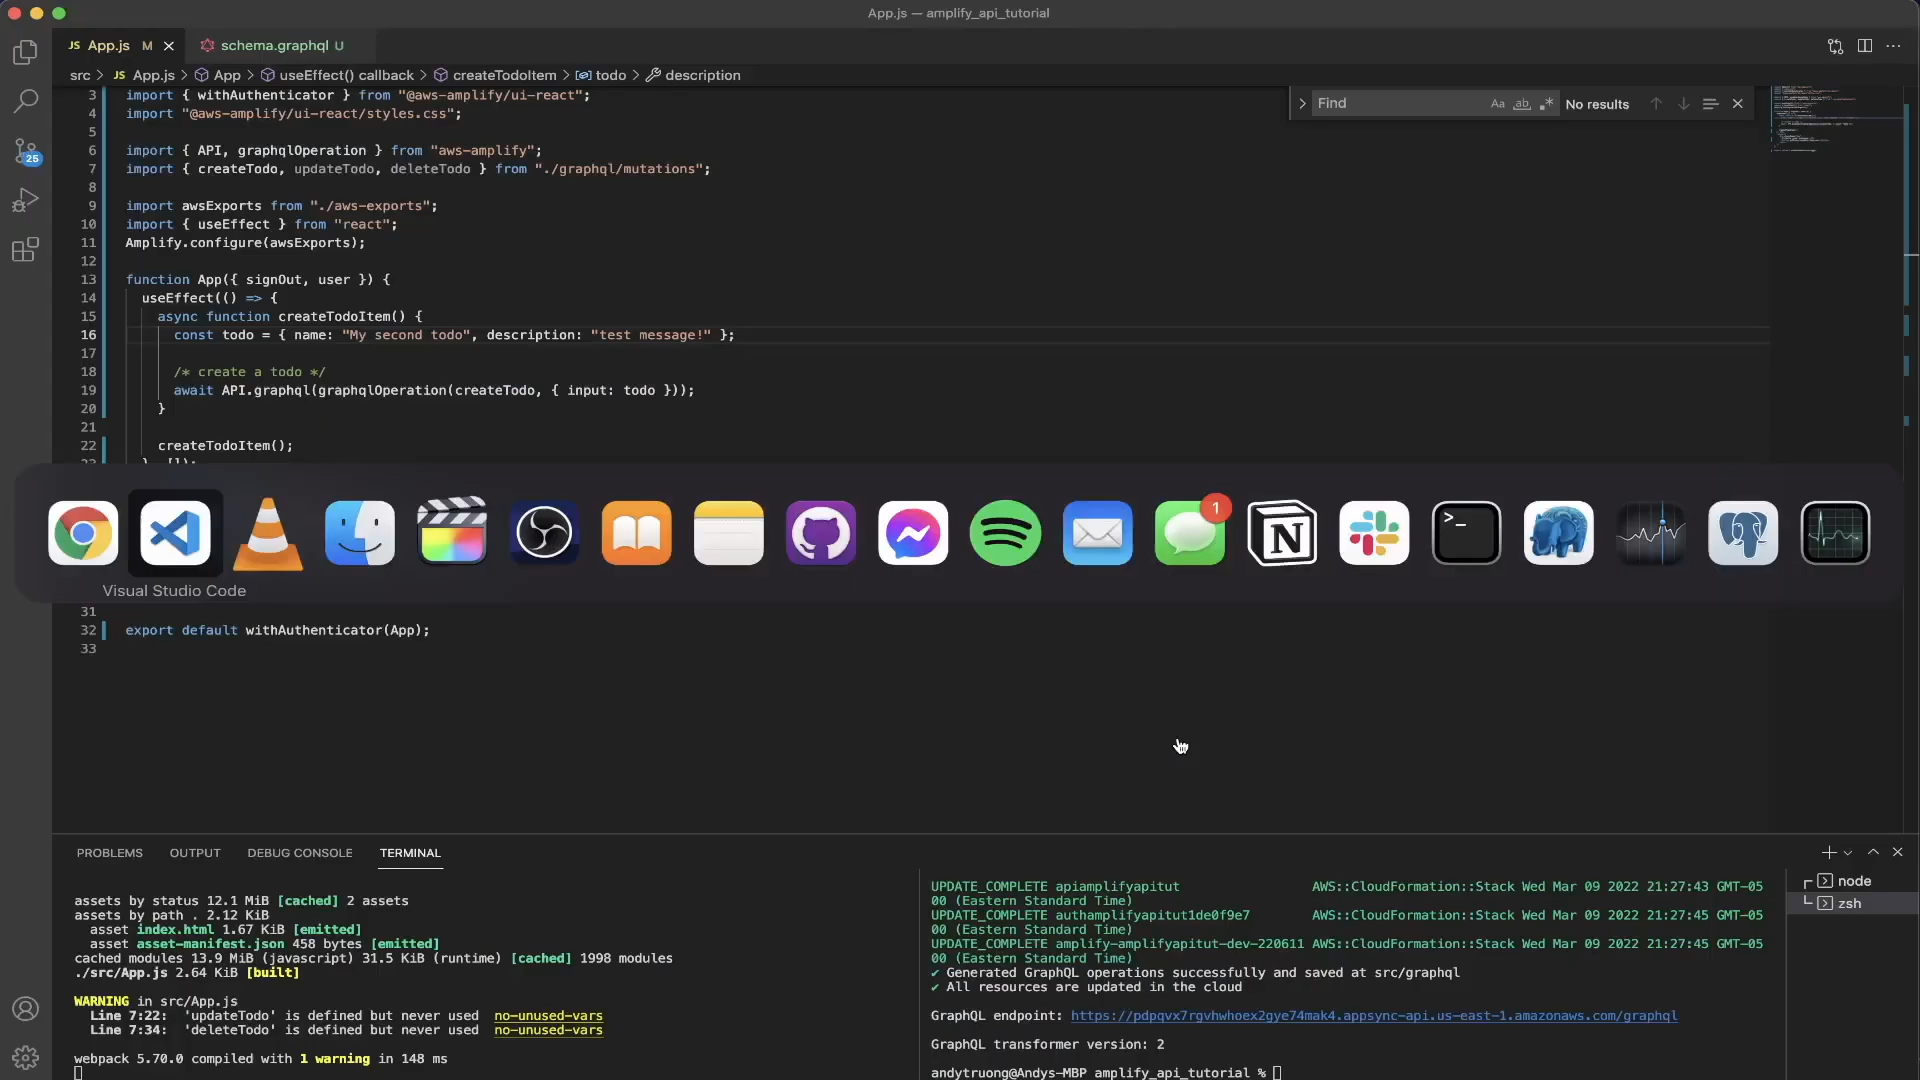 App.js — amplify_api_tutorial
JS App.js M
schema.graphql U
src > JS App.js > App > useEffect() callback > createTodoItem > todo > description
Find
Aa
ab
.*
No results
3 import { withAuthenticator } from "@aws-amplify/ui-react";
4 import "@aws-amplify/ui-react/styles.css";
5
6 import { API, graphqlOperation } from "aws-amplify";
7 import { createTodo, updateTodo, deleteTodo } from "./graphql/mutations";
8
9 import awsExports from "./aws-exports";
10 import { useEffect } from "react";
11 Amplify.configure(awsExports);
12
13 function App({ signOut, user }) {
14 useEffect(() => {
15 async function createTodoItem() {
16 const todo = { name: "My second todo", description: "test message!" };
17
18 /* create a todo */
19 await API.graphql(graphqlOperation(createTodo, { input: todo }));
20 }
21
22 createTodoItem();
25
1
Visual Studio Code
31
32 export default withAuthenticator(App);
33
PROBLEMS OUTPUT DEBUG CONSOLE TERMINAL
assets by status 12.1 MiB [cached] 2 assets
assets by path . 2.12 KiB
asset index.html 1.67 KiB [emitted]
asset asset-manifest.json 458 bytes [emitted]
cached modules 13.9 MiB (javascript) 31.5 KiB (runtime) [cached] 1998 modules
./src/App.js 2.64 KiB [built]
WARNING in src/App.js
Line 7:22: 'updateTodo' is defined but never used no-unused-vars
Line 7:34: 'deleteTodo' is defined but never used no-unused-vars
webpack 5.70.0 compiled with 1 warning in 148 ms
UPDATE_COMPLETE apiamplifyapitut AWS::CloudFormation::Stack Wed Mar 09 2022 21:27:43 GMT-05
00 (Eastern Standard Time)
UPDATE_COMPLETE authamplifyapitut1de0f9e7 AWS::CloudFormation::Stack Wed Mar 09 2022 21:27:45 GMT-05
00 (Eastern Standard Time)
UPDATE_COMPLETE amplify-amplifyapitut-dev-220611 AWS::CloudFormation::Stack Wed Mar 09 2022 21:27:45 GMT-05
00 (Eastern Standard Time)
✔ Generated GraphQL operations successfully and saved at src/graphql
✔ All resources are updated in the cloud
GraphQL endpoint: https://pdpqvx7rgvhwhoex2gye74mak4.appsync-api.us-east-1.amazonaws.com/graphql
GraphQL transformer version: 2
andytruong@Andys-MBP amplify_api_tutorial %
node
zsh